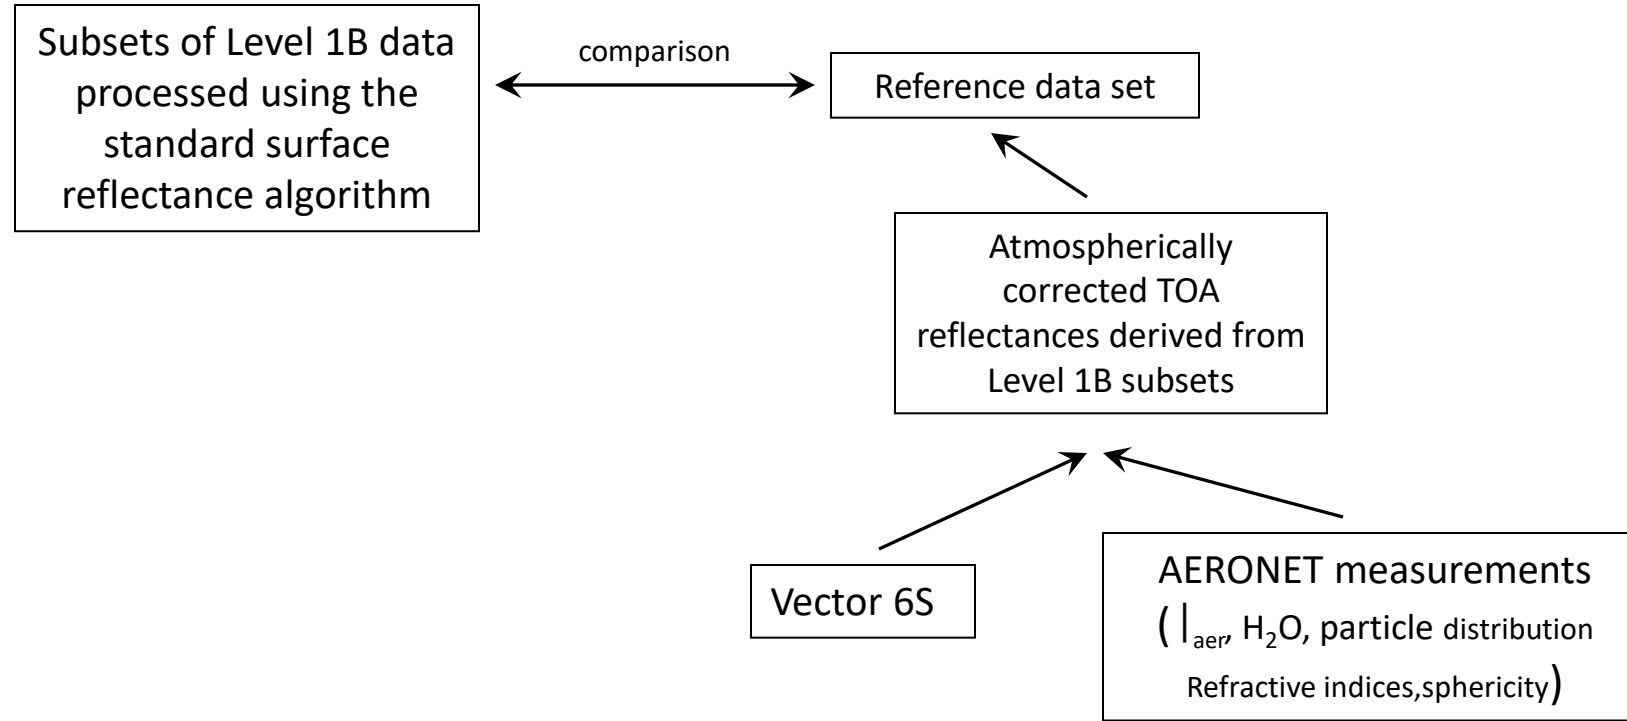 Subsets of Level 1B data
processed using the
standard surface
reflectance algorithm
comparison
Reference data set
Atmospherically
corrected TOA
reflectances derived from
Level 1B subsets
Vector 6S
AERONET measurements
( |aer, H₂O, particle distribution
Refractive indices,sphericity)